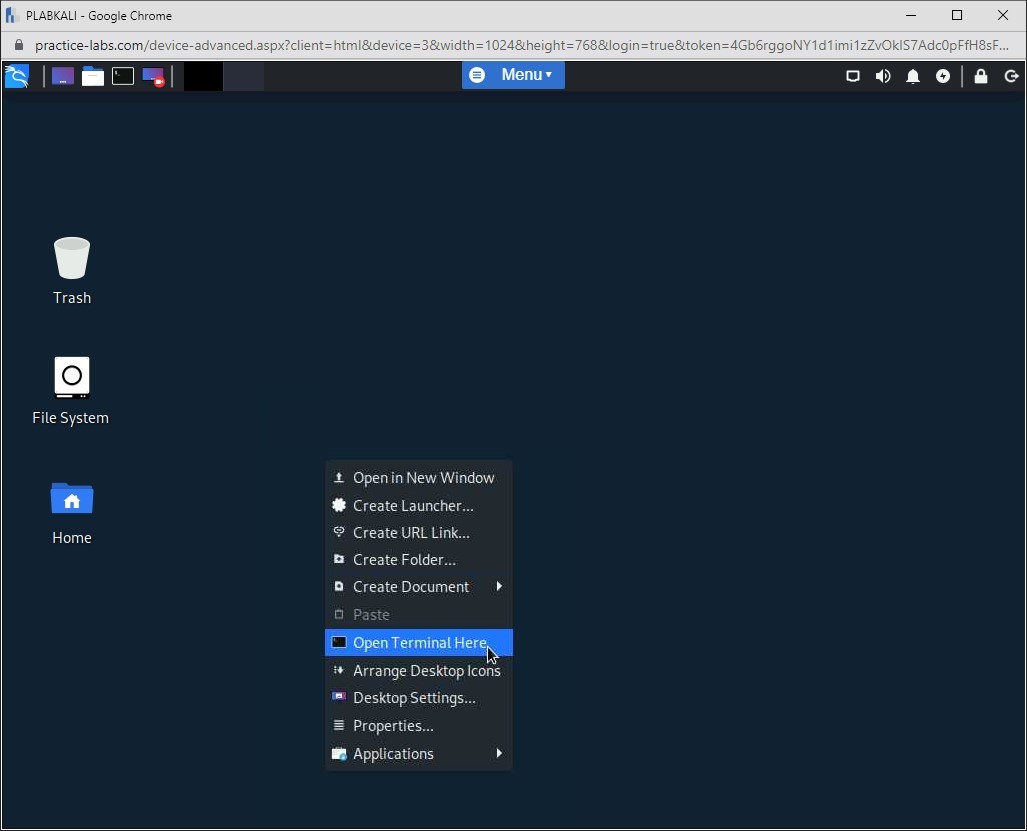 PLABKALI - Google Chrome
practice-labs.com/device-advanced.aspx?client=html&device=3&width=1024&height=768&login=true&token=4Gb6rggoNY1d1imi1zZvOkIS7Adc0pFfH8sF...
Menu
Trash
File System
Home
Open in New Window
Create Launcher...
Create URL Link...
Create Folder...
Create Document
Paste
Open Terminal Here
Arrange Desktop Icons
Desktop Settings...
Properties...
Applications